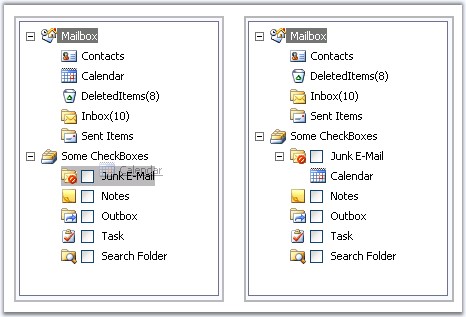 Mailbox
Contacts
Calendar
DeletedItems(8)
Inbox(10)
Sent Items
Some CheckBoxes
Junk E-Mail
Calendar
Notes
Outbox
Task
Search Folder
Mailbox
Contacts
DeletedItems(8)
Inbox(10)
Sent Items
Some CheckBoxes
Junk E-Mail
Calendar
Notes
Outbox
Task
Search Folder